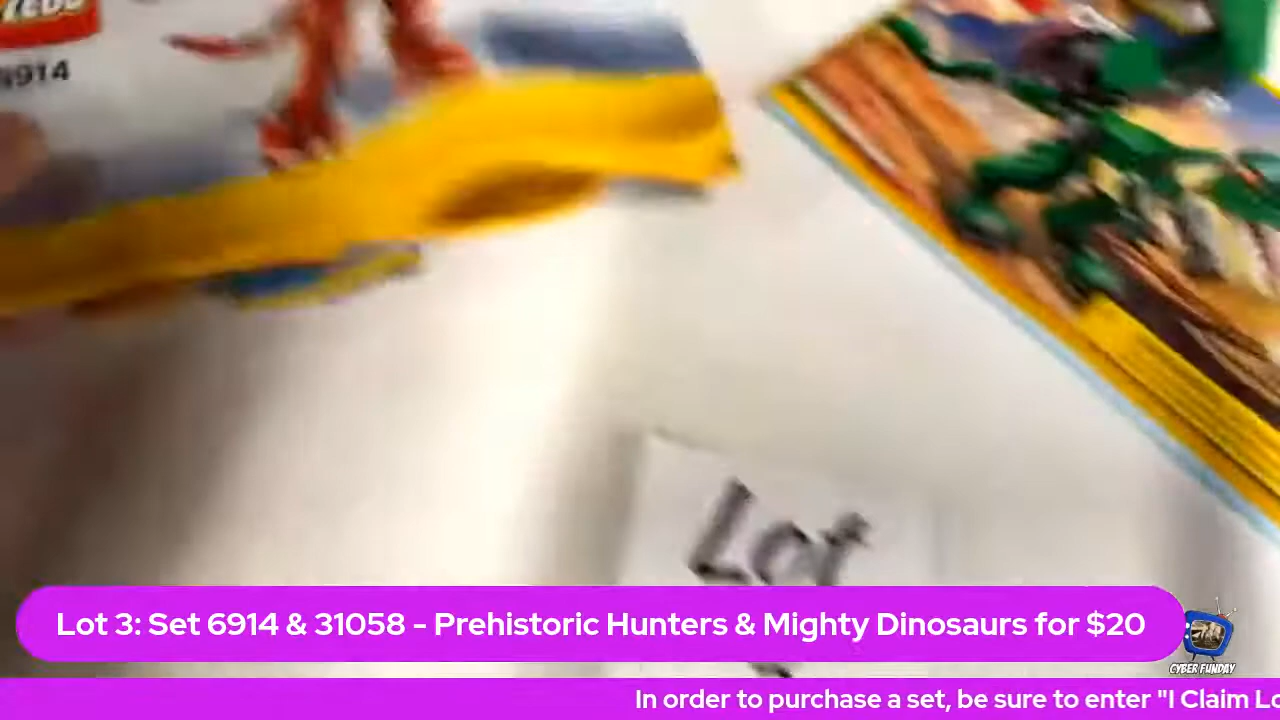 6914
Lot
Lot 3: Set 6914 & 31058 - Prehistoric Hunters & Mighty Dinosaurs for $20
CYBER FUNDAY
In order to purchase a set, be sure to enter "I Claim Lo